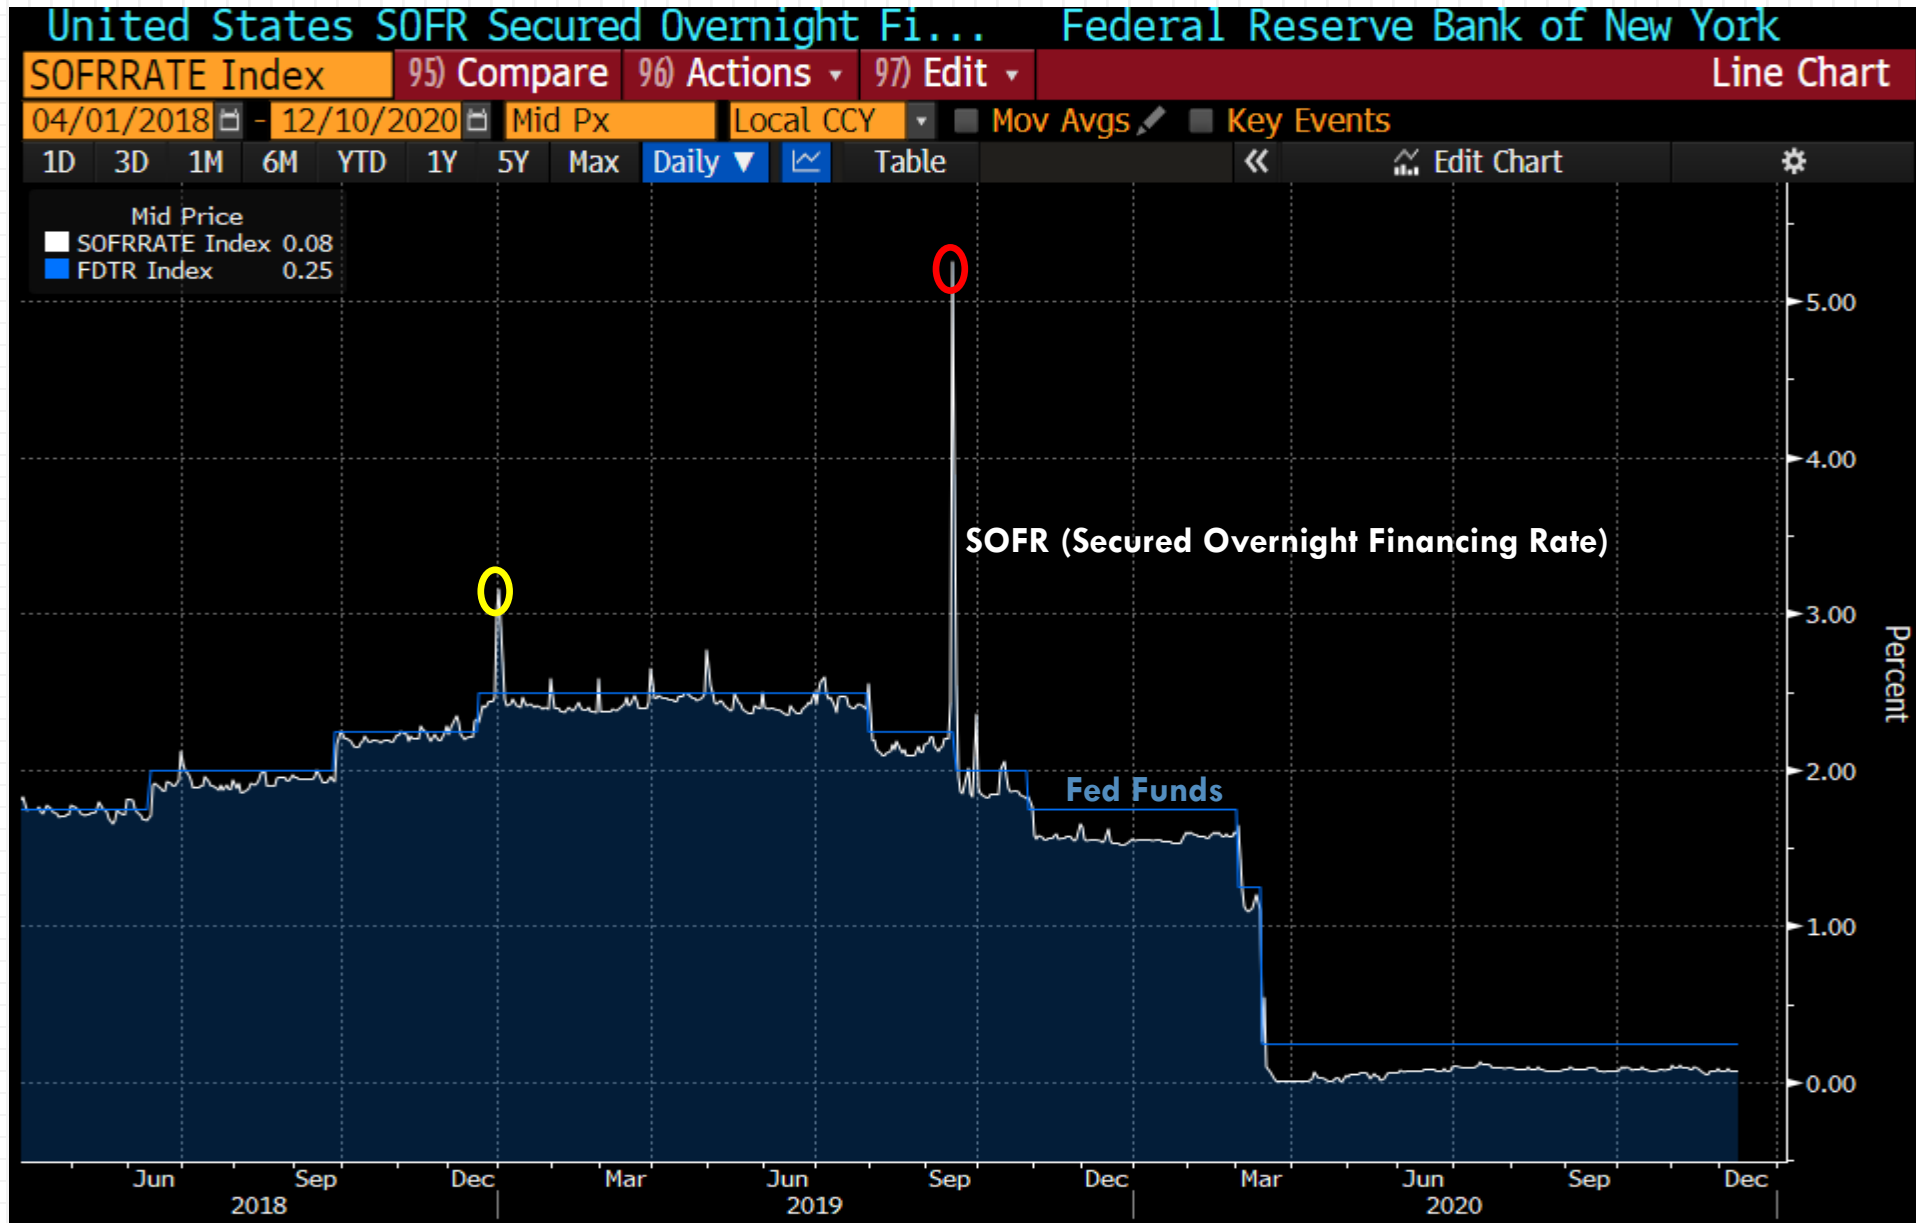 United States SOFR Secured Overnight Fi... Federal Reserve Bank of New York
SOFRRATE Index 95) Compare 96) Actions 97) Edit Line Chart
04/01/2018 - 12/10/2020 Mid Px Local CCY Mov Avgs Key Events
1D 3D 1M 6M YTD 1Y 5Y Max Daily ▼ Table « Edit Chart
Mid Price
SOFRRATE Index 0.08
FDTR Index 0.25
5.00
4.00
SOFR (Secured Overnight Financing Rate)
3.00
Percent
2.00
Fed Funds
1.00
0.00
Jun Sep Dec Mar Jun Sep Dec Mar Jun Sep Dec
2018 2019 2020